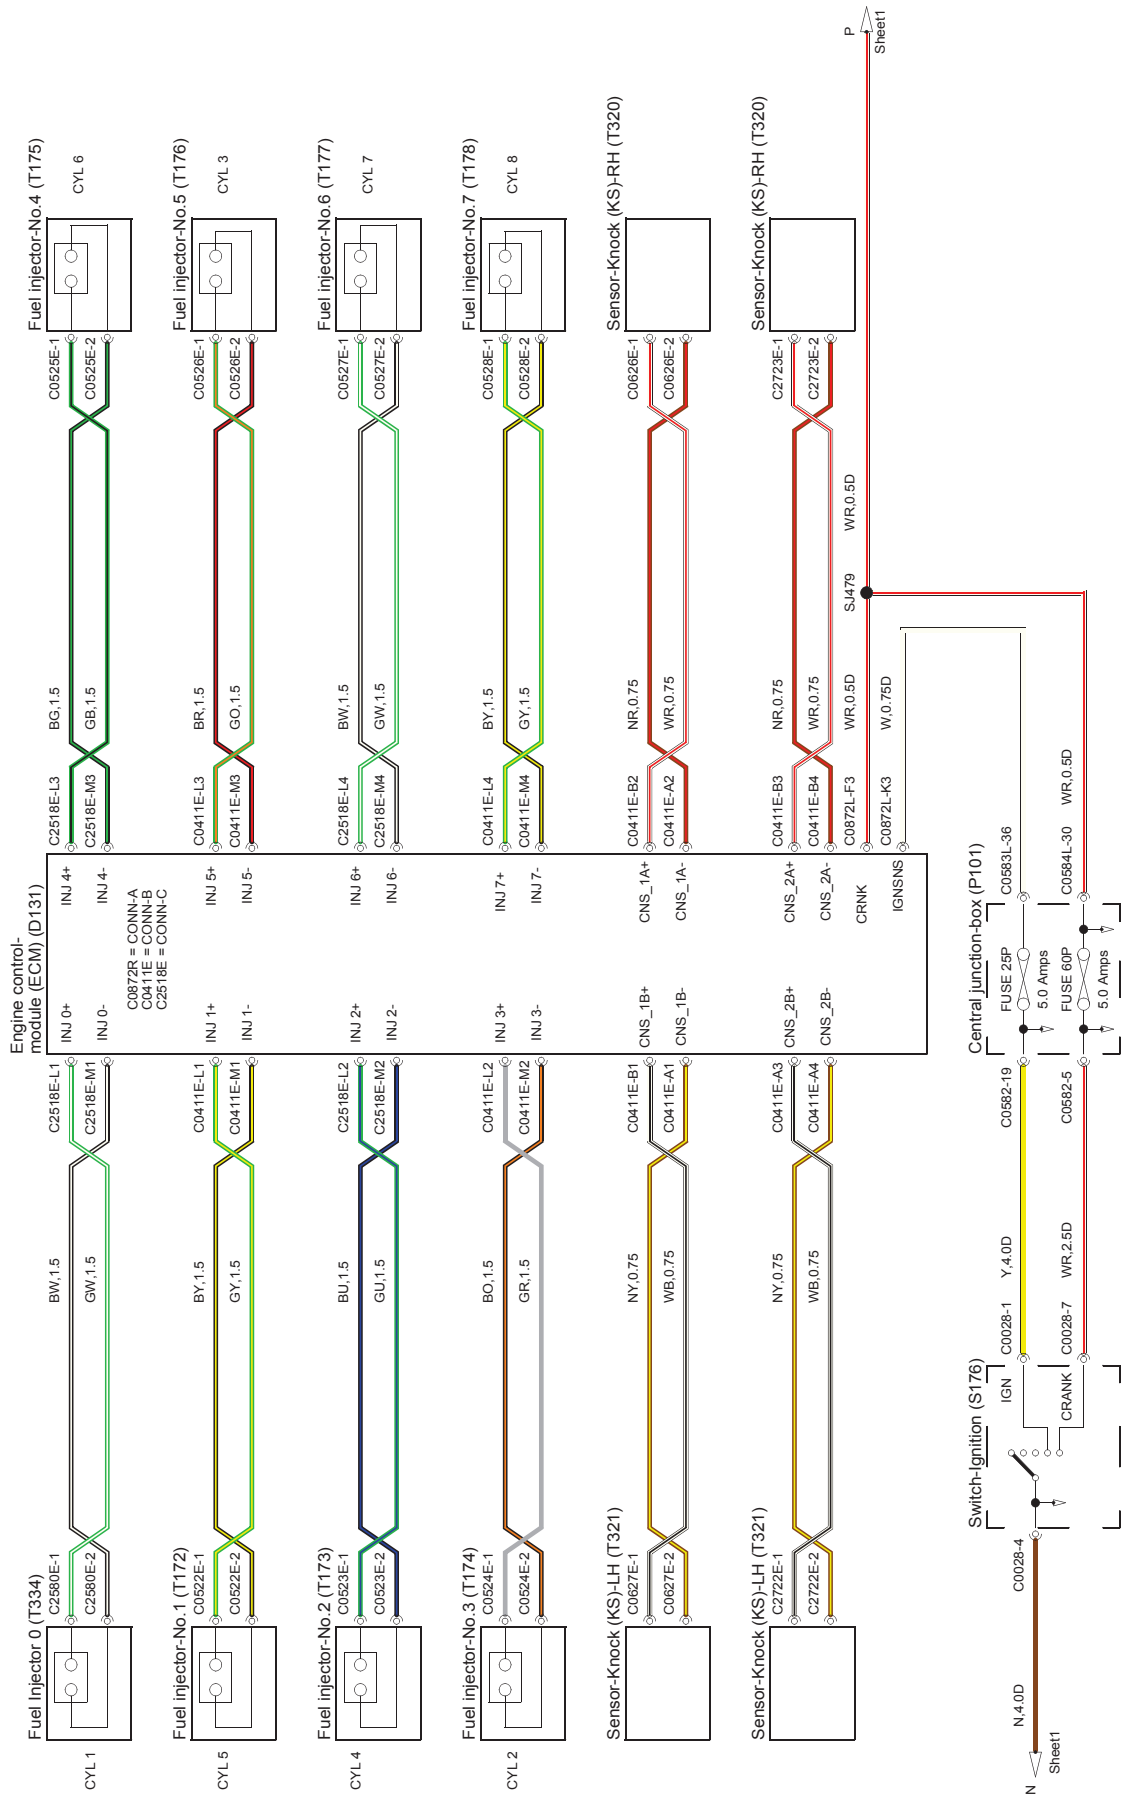 Fuel injector-No.4 (T175)
CYL 6
C0525E-1
C0525E-2
BG,1.5
GB,1.5
C2518E-L3
C2518E-M3
Fuel injector-No.5 (T176)
CYL 3
C0526E-1
C0526E-2
BR,1.5
GO,1.5
C0411E-L3
C0411E-M3
Fuel injector-No.6 (T177)
CYL 7
C0527E-1
C0527E-2
BW,1.5
GW,1.5
C2518E-L4
C2518E-M4
Fuel injector-No.7 (T178)
CYL 8
C0528E-1
C0528E-2
BY,1.5
GY,1.5
C0411E-L4
C0411E-M4
Sensor-Knock (KS)-RH (T320)
C0626E-1
C0626E-2
NR,0.75
WR,0.75
C0411E-B2
C0411E-A2
Sensor-Knock (KS)-RH (T320)
C2723E-1
C2723E-2
NR,0.75
WR,0.75
C0411E-B3
C0411E-B4
P
Sheet1
WR,0.5D
SJ479
WR,0.5D
C0872L-F3
W,0.75D
C0872L-K3
Engine control-
module (ECM) (D131)
INJ 4+
INJ 4-
C0872R = CONN-A
C0411E = CONN-B
C2518E = CONN-C
INJ 5+
INJ 5-
INJ 6+
INJ 6-
INJ 7+
INJ 7-
CNS_1A+
CNS_1A-
CNS_2A+
CNS_2A-
CRNK
IGNSNS
INJ 0+
INJ 0-
INJ 1+
INJ 1-
INJ 2+
INJ 2-
INJ 3+
INJ 3-
CNS_1B+
CNS_1B-
CNS_2B+
CNS_2B-
C2518E-L1
C2518E-M1
BW,1.5
GW,1.5
C2580E-1
C2580E-2
Fuel Injector 0 (T334)
CYL 1
C0411E-L1
C0411E-M1
BY,1.5
GY,1.5
C0522E-1
C0522E-2
Fuel injector-No.1 (T172)
CYL 5
C2518E-L2
C2518E-M2
BU,1.5
GU,1.5
C0523E-1
C0523E-2
Fuel injector-No.2 (T173)
CYL 4
C0411E-L2
C0411E-M2
BO,1.5
GR,1.5
C0524E-1
C0524E-2
Fuel injector-No.3 (T174)
CYL 2
C0411E-B1
C0411E-A1
NY,0.75
WB,0.75
C0627E-1
C0627E-2
Sensor-Knock (KS)-LH (T321)
C0411E-A3
C0411E-A4
NY,0.75
WB,0.75
C2722E-1
C2722E-2
Sensor-Knock (KS)-LH (T321)
WR,0.5D
C0583L-36
C0584L-30
Central junction-box (P101)
FUSE 25P
5.0 Amps
FUSE 60P
5.0 Amps
C0582-19
C0582-5
Y,4.0D
WR,2.5D
C0028-1
C0028-7
Switch-Ignition (S176)
IGN
CRANK
C0028-4
N,4.0D
N
Sheet1